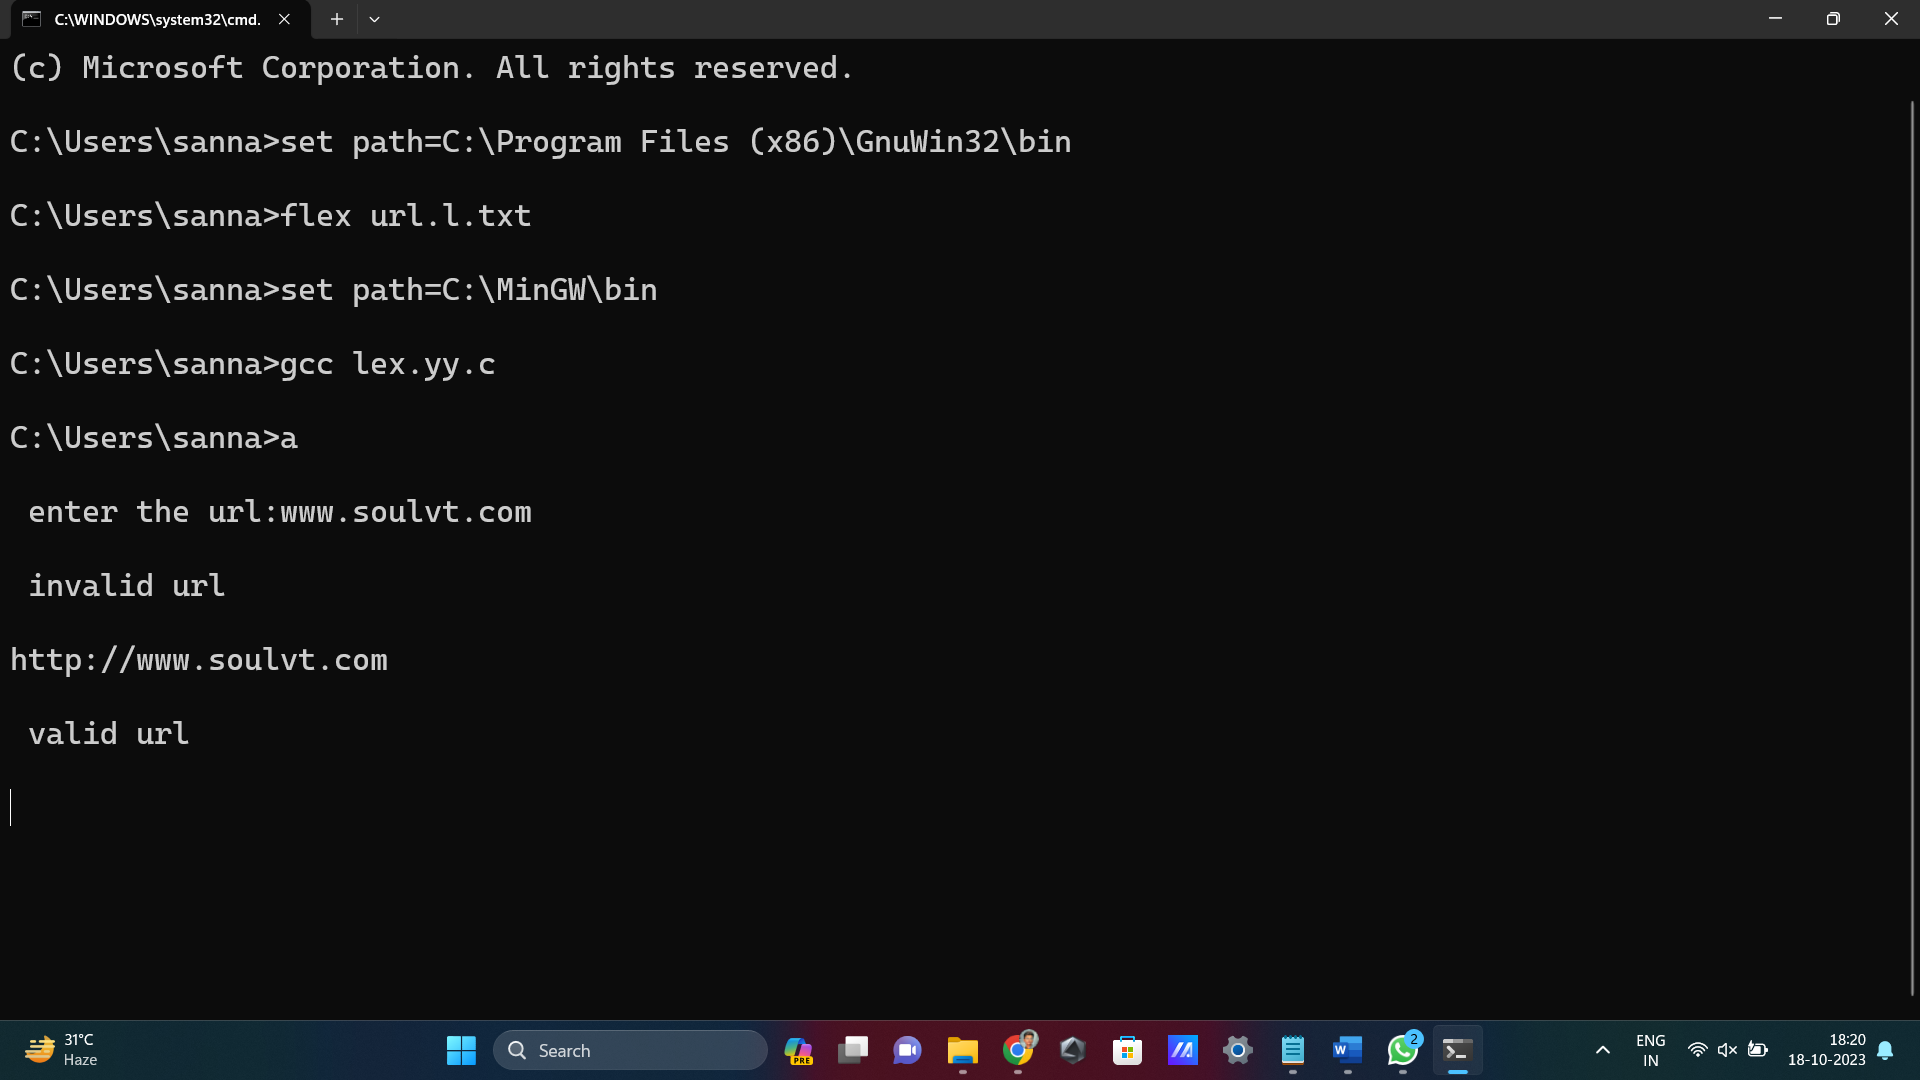 C:\WINDOWS\system32\cmd.
(c) Microsoft Corporation. All rights reserved.
C:\Users\sanna>set path=C:\Program Files (x86)\GnuWin32\bin
C:\Users\sanna>flex url.l.txt
C:\Users\sanna>set path=C:\MinGW\bin
C:\Users\sanna>gcc lex.yy.c
C:\Users\sanna>a
enter the url:www.soulvt.com
invalid url
http://www.soulvt.com
valid url
31°C
Haze
Search
PRE
W
2
ENG
IN
18:20
18-10-2023